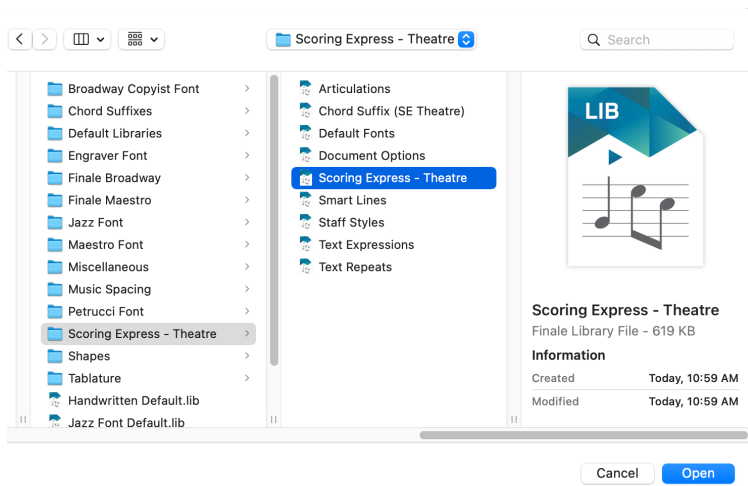 Scoring Express - Theatre
Search
Broadway Copyist Font
Chord Suffixes
Default Libraries
Engraver Font
Finale Broadway
Finale Maestro
Jazz Font
Maestro Font
Miscellaneous
Music Spacing
Petrucci Font
Scoring Express - Theatre
Shapes
Tablature
Handwritten Default.lib
Jazz Font Default.lib
Articulations
Chord Suffix (SE Theatre)
Default Fonts
Document Options
Scoring Express - Theatre
Smart Lines
Staff Styles
Text Expressions
Text Repeats
LIB
Scoring Express - Theatre
Finale Library File - 619 KB
Information
Created Today, 10:59 AM
Modified Today, 10:59 AM
Cancel Open